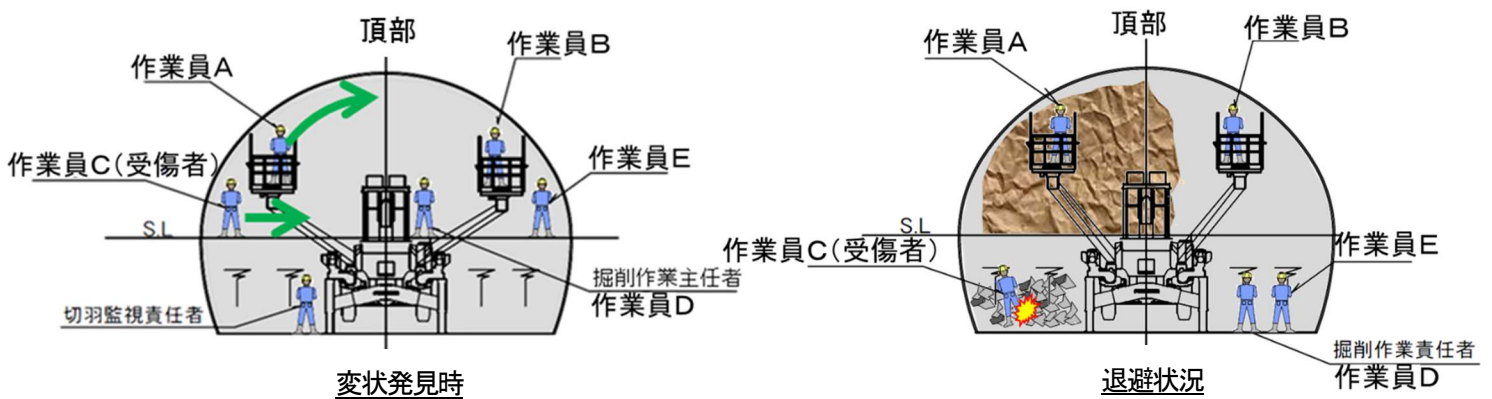 頂部
作業員A
作業員B
作業員C(受傷者)
作業員E
S.L
掘削作業主任者
作業員D
切羽監視責任者
変状発見時
頂部
作業員A
作業員B
S.L
作業員C(受傷者)
作業員E
掘削作業責任者
作業員D
退避状況